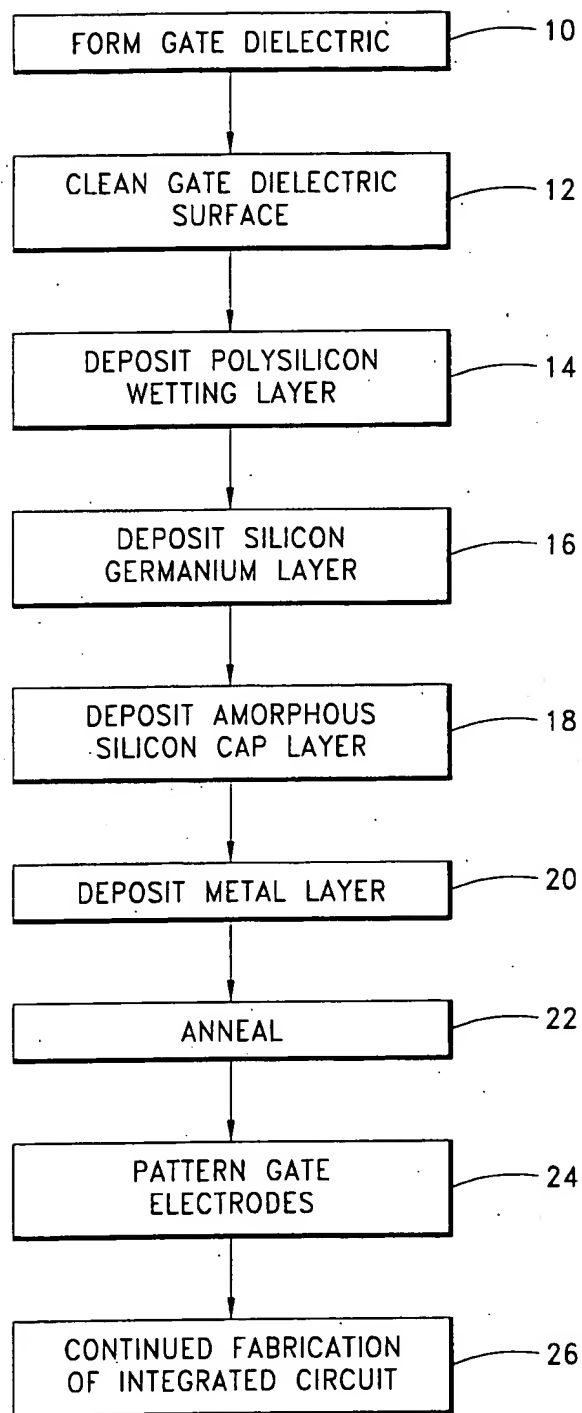 FORM GATE DIELECTRIC
10
CLEAN GATE DIELECTRIC
SURFACE
12
DEPOSIT POLYSILICON
WETTING LAYER
14
DEPOSIT SILICON
GERMANIUM LAYER
16
DEPOSIT AMORPHOUS
SILICON CAP LAYER
18
DEPOSIT METAL LAYER
20
ANNEAL
22
PATTERN GATE
ELECTRODES
24
CONTINUED FABRICATION
OF INTEGRATED CIRCUIT
26